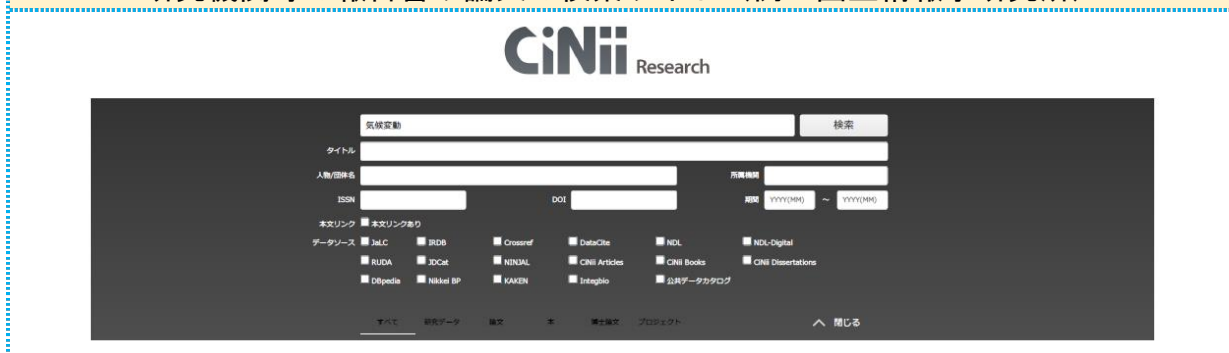 CiNii Research
気候変動 検索
タイトル
人物/団体名 所属機関
ISSN DOI 期間 YYYY(MM) ~ YYYY(MM)
本文リンク 本文リンクあり
データソース JaLC IRDB Crossref DataCite NDL NDL-Digital
RUDA JDCat NINJAL CiNii Articles CiNii Books CiNii Dissertations
DBpedia Nikkei BP KAKEN Integbio 公共データカタログ
すべて 研究データ 論文 本 博士論文 プロジェクト 閉じる